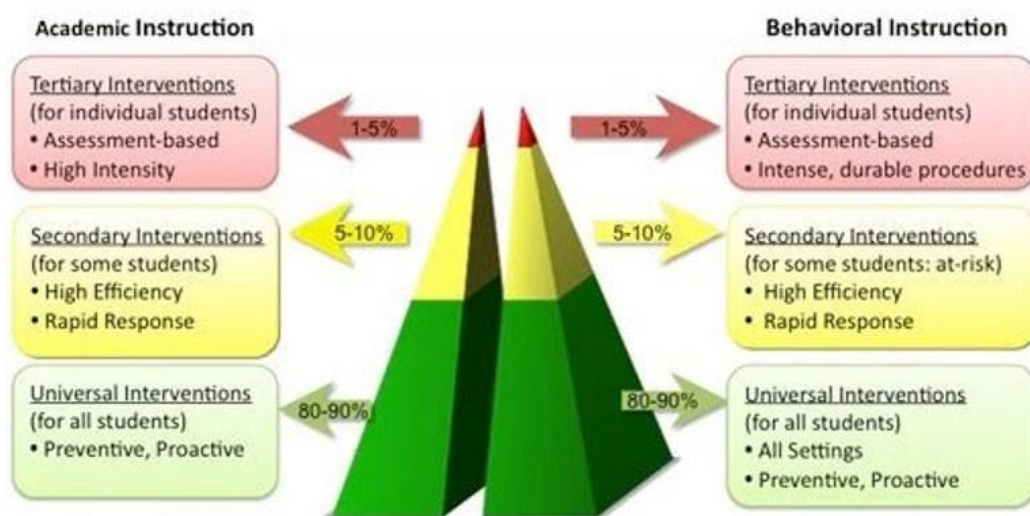 Academic Instruction
Tertiary Interventions
(for individual students)
• Assessment-based
• High Intensity
1-5%
Secondary Interventions
(for some students)
• High Efficiency
• Rapid Response
5-10%
Universal Interventions
(for all students)
• Preventive, Proactive
80-90%
Behavioral Instruction
1-5%
Tertiary Interventions
(for individual students)
• Assessment-based
• Intense, durable procedures
5-10%
Secondary Interventions
(for some students: at-risk)
• High Efficiency
• Rapid Response
80-90%
Universal Interventions
(for all students)
• All Settings
• Preventive, Proactive